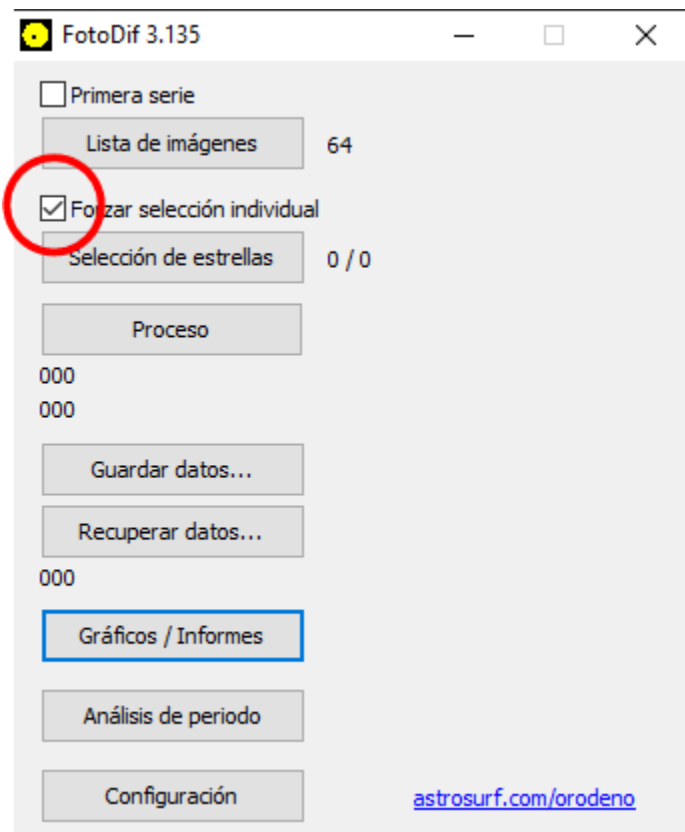 FotoDif 3.135
Primera serie
Lista de imágenes 64
Forzar selección individual
Selección de estrellas 0 / 0
Proceso
000
000
Guardar datos...
Recuperar datos...
000
Gráficos / Informes
Análisis de periodo
Configuración astrosurf.com/orodeno